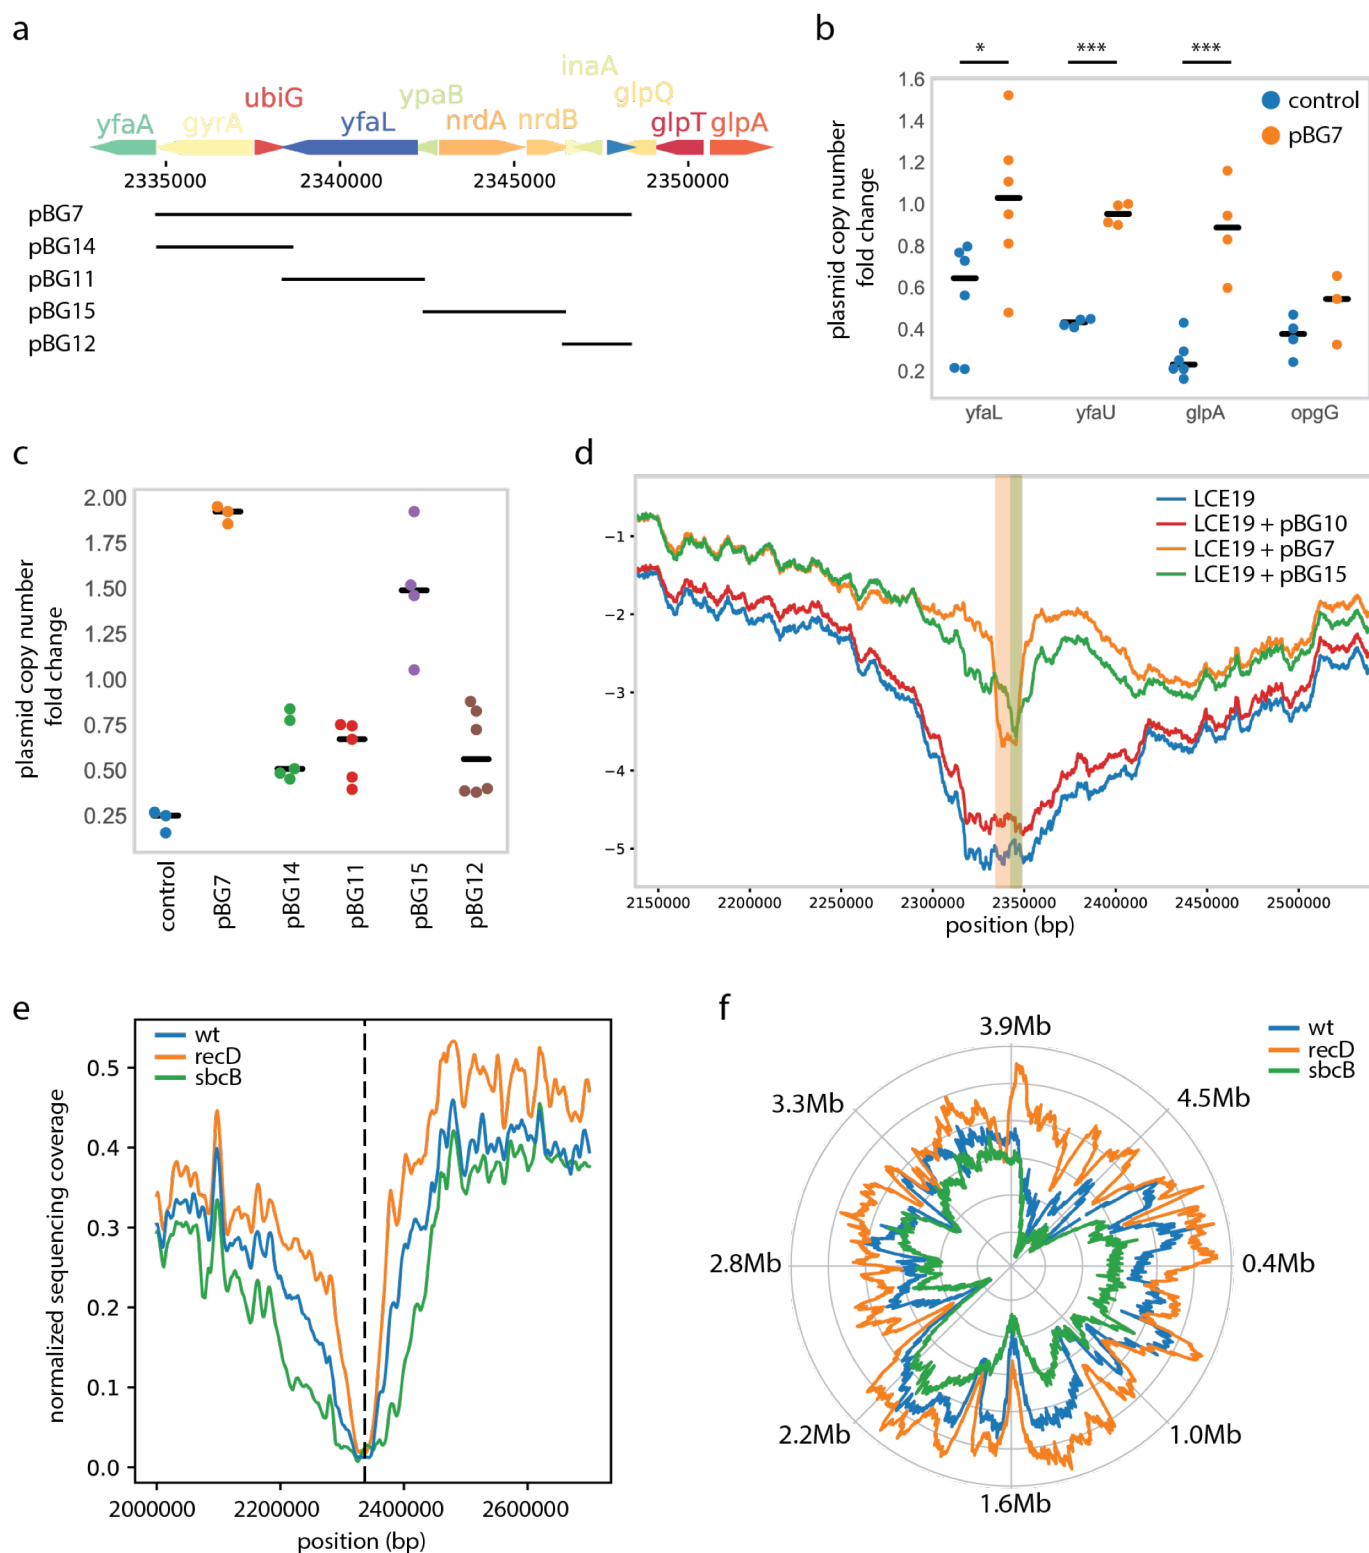 a
inaA
ypaB
glpQ
ubiG
yfaA
gyrA
yfaL
nrdA
nrdB
glpT
glpA
2335000
2340000
2345000
2350000
pBG7
pBG14
pBG11
pBG15
pBG12
b
*
***
***
1.6
1.4
1.2
1.0
0.8
0.6
0.4
0.2
plasmid copy number
fold change
control
pBG7
yfaL
yfaU
glpA
opgG
c
2.00
1.75
1.50
1.25
1.00
0.75
0.50
0.25
plasmid copy number
fold change
control
pBG7
pBG14
pBG11
pBG15
pBG12
d
LCE19
LCE19 + pBG10
LCE19 + pBG7
LCE19 + pBG15
−1
−2
−3
−4
−5
2150000
2200000
2250000
2300000
2350000
2400000
2450000
2500000
position (bp)
e
wt
recD
sbcB
0.5
0.4
0.3
0.2
0.1
0.0
normalized sequencing coverage
2000000
2200000
2400000
2600000
position (bp)
f
3.9Mb
wt
recD
sbcB
3.3Mb
4.5Mb
2.8Mb
0.4Mb
2.2Mb
1.0Mb
1.6Mb